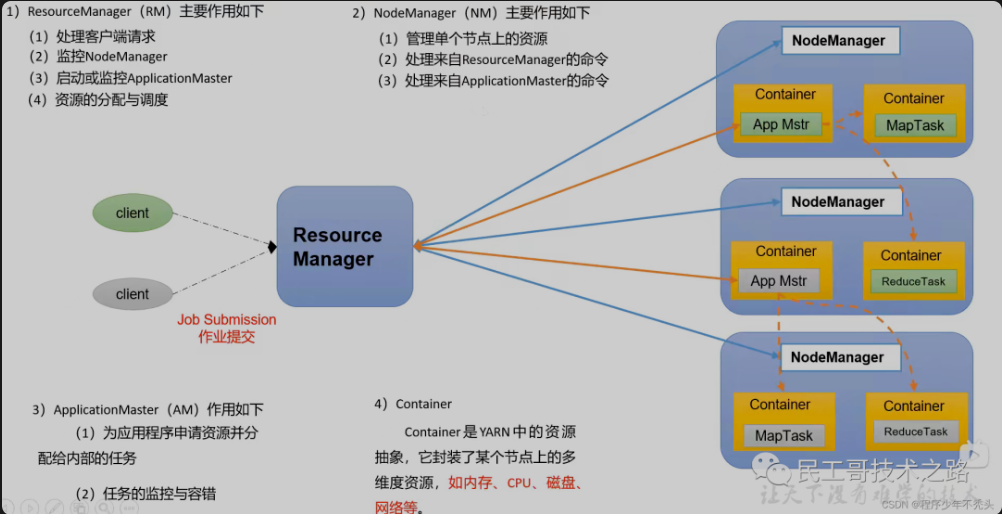 1）ResourceManager（RM）主要作用如下
（1）处理客户端请求
（2）监控NodeManager
（3）启动或监控ApplicationMaster
（4）资源的分配与调度
2）NodeManager（NM）主要作用如下
（1）管理单个节点上的资源
（2）处理来自ResourceManager的命令
（3）处理来自ApplicationMaster的命令
NodeManager
Container
App Mstr
Container
MapTask
client
client
Resource
Manager
Job Submission
作业提交
NodeManager
Container
App Mstr
Container
ReduceTask
NodeManager
Container
MapTask
Container
ReduceTask
3）ApplicationMaster（AM）作用如下
（1）为应用程序申请资源并分
配给内部的任务
（2）任务的监控与容错
4）Container
Container是YARN中的资源
抽象，它封装了某个节点上的多
维度资源，如内存、CPU、磁盘、
网络等。
民工哥技术之路
让天下没有难学的技术
CSDN @程序少年不秃头